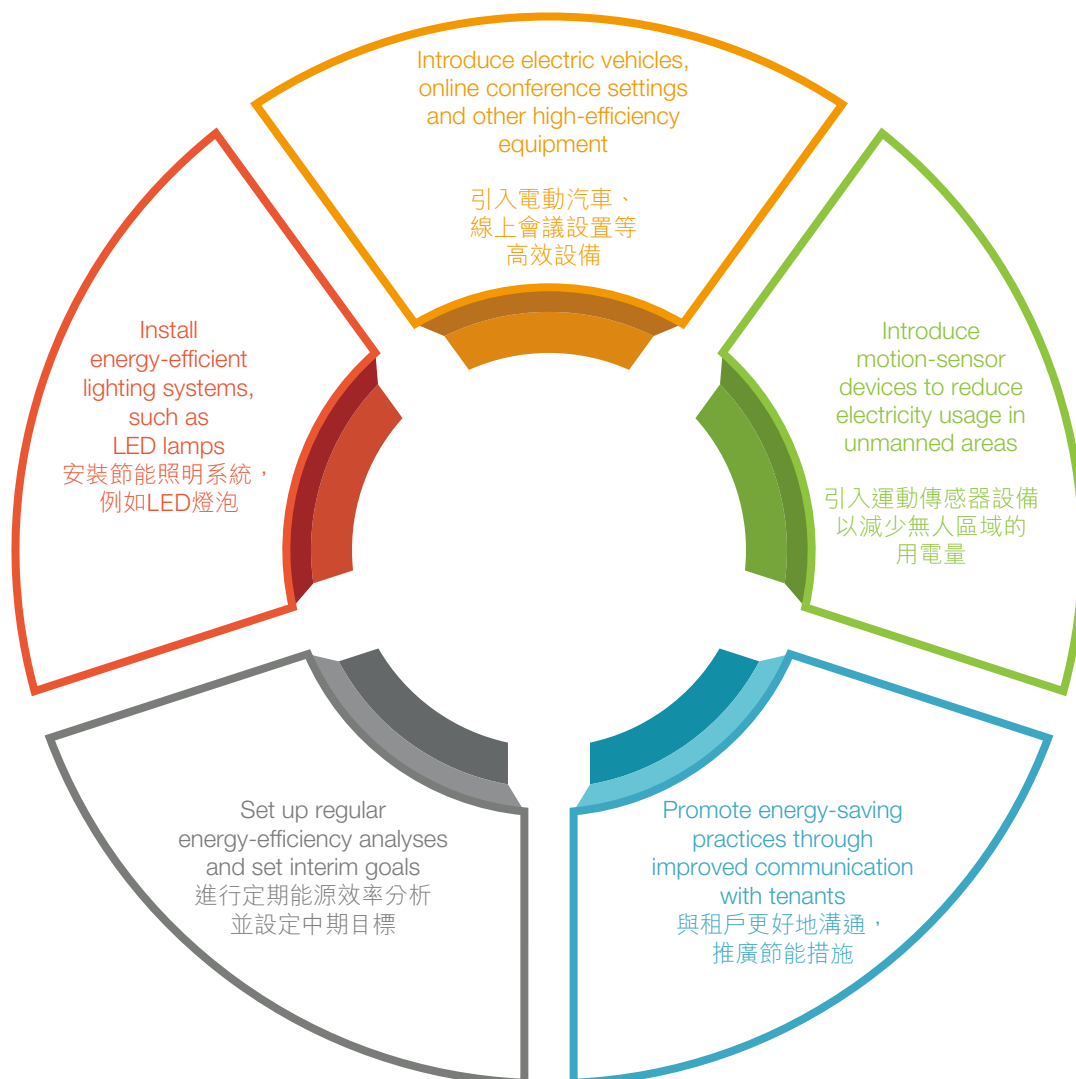 Introduce electric vehicles,
online conference settings
and other high-efficiency
equipment
引入電動汽車、
線上會議設置等
高效設備
Introduce
motion-sensor
devices to reduce
electricity usage in
unmanned areas
引入運動傳感器設備
以減少無人區域的
用電量
Promote energy-saving
practices through
improved communication
with tenants
與租戶更好地溝通，
推廣節能措施
Set up regular
energy-efficiency analyses
and set interim goals
進行定期能源效率分析
並設定中期目標
Install
energy-efficient
lighting systems,
such as
LED lamps
安裝節能照明系統，
例如LED燈泡